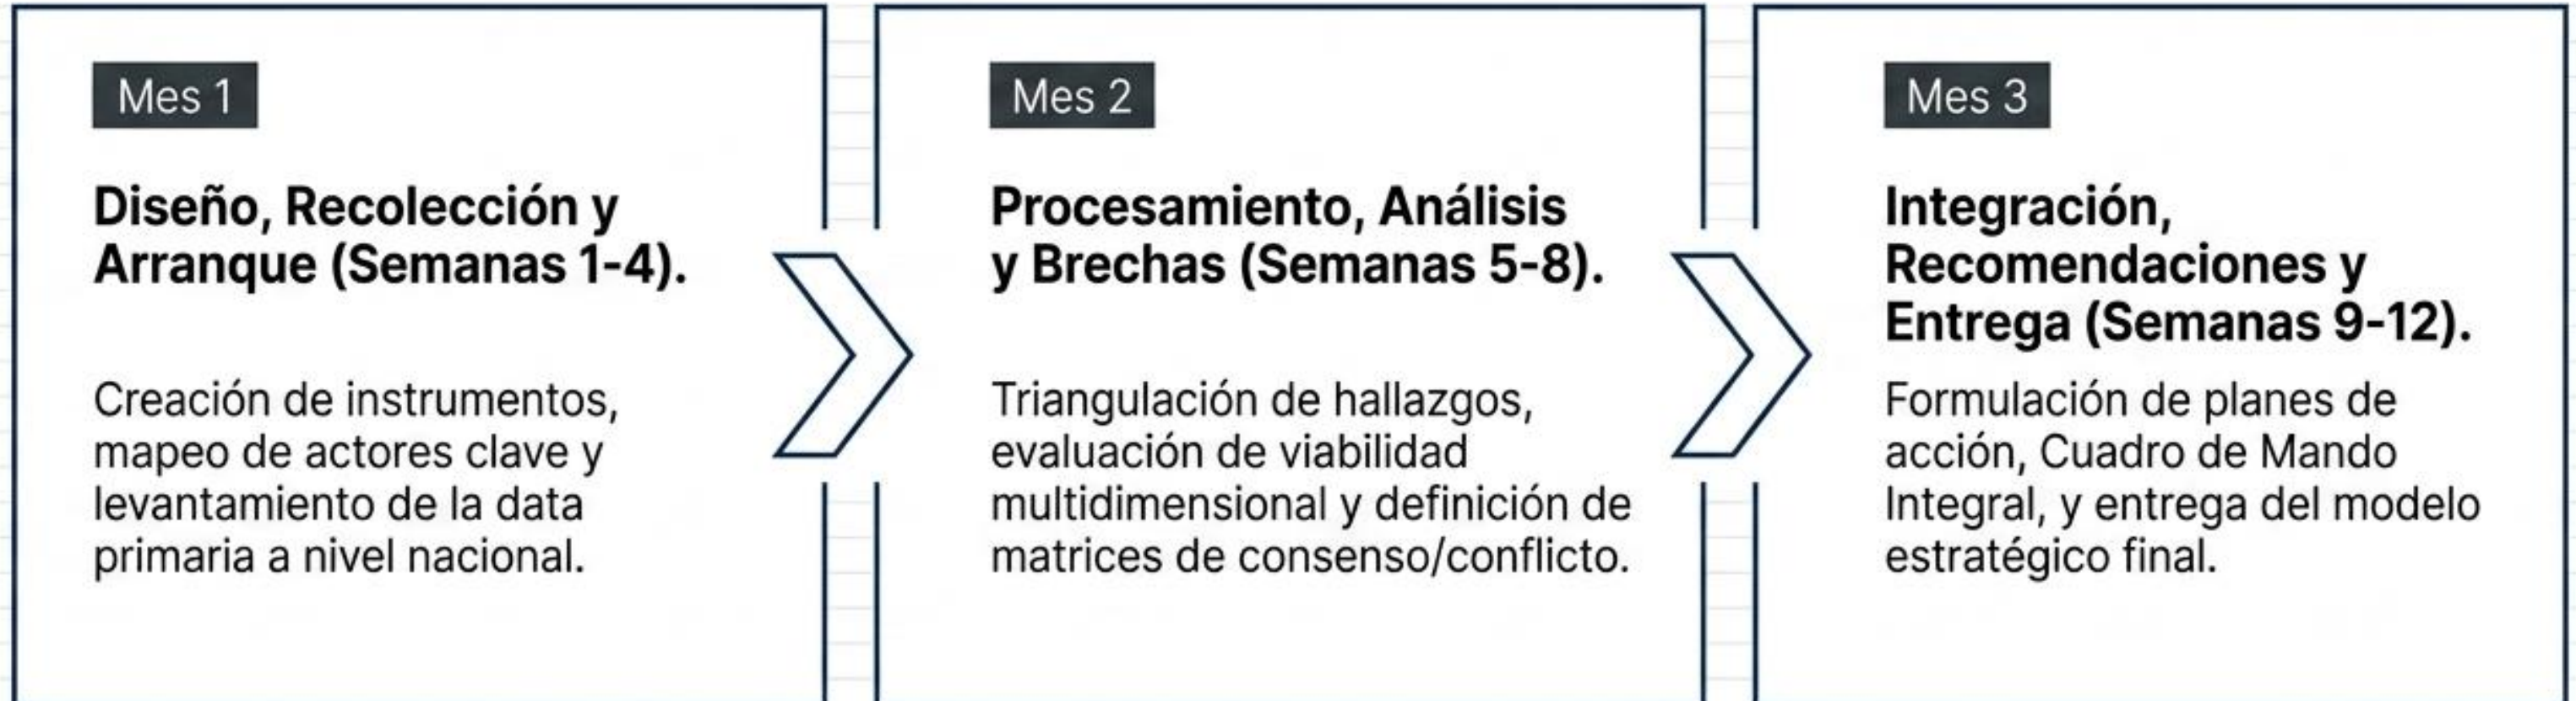 Mes 1
Diseño, Recolección y
Arranque (Semanas 1-4).
Creación de instrumentos,
mapeo de actores clave y
levantamiento de la data
primaria a nivel nacional.
Mes 2
Procesamiento, Análisis
y Brechas (Semanas 5-8).
Triangulación de hallazgos,
evaluación de viabilidad
multidimensional y definición de
matrices de consenso/conflicto.
Mes 3
Integración,
Recomendaciones y
Entrega (Semanas 9-12).
Formulación de planes de
acción, Cuadro de Mando
Integral, y entrega del modelo
estratégico final.